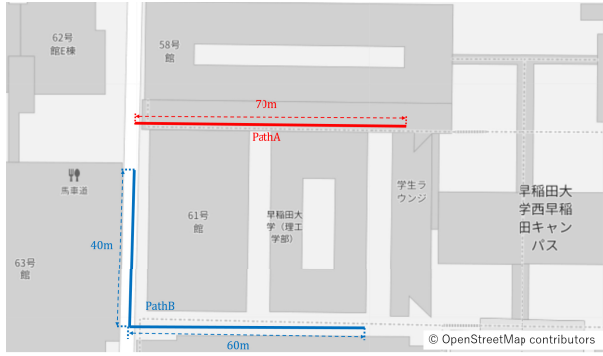 62号
館E棟
58号
館
70m
PathA
馬車道
学生ラ
ウンジ
早稲田大
学西早稲
田キャン
パス
61号
館
早稲田大
学（理工
学部）
40m
63号
館
PathB
60m
© OpenStreetMap contributors